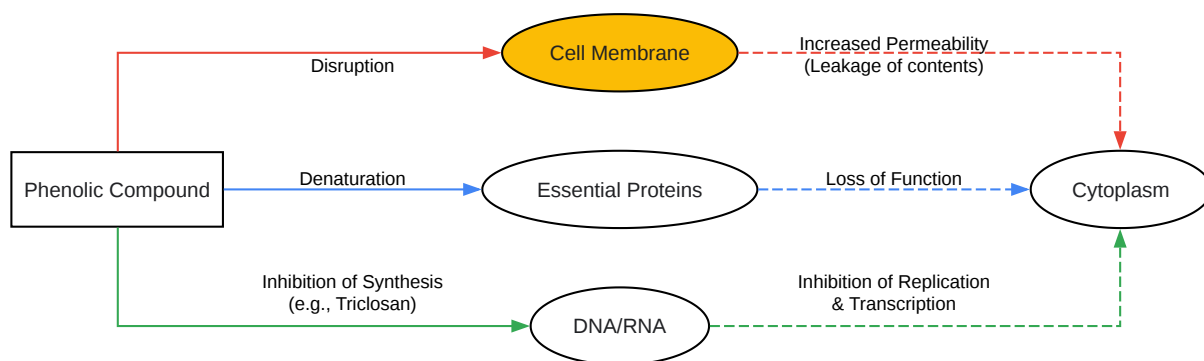 Cell Membrane
Increased Permeability
(Leakage of contents)
Disruption
Phenolic Compound
Denaturation
Essential Proteins
Loss of Function
Cytoplasm
Inhibition of Synthesis
(e.g., Triclosan)
DNA/RNA
Inhibition of Replication
& Transcription